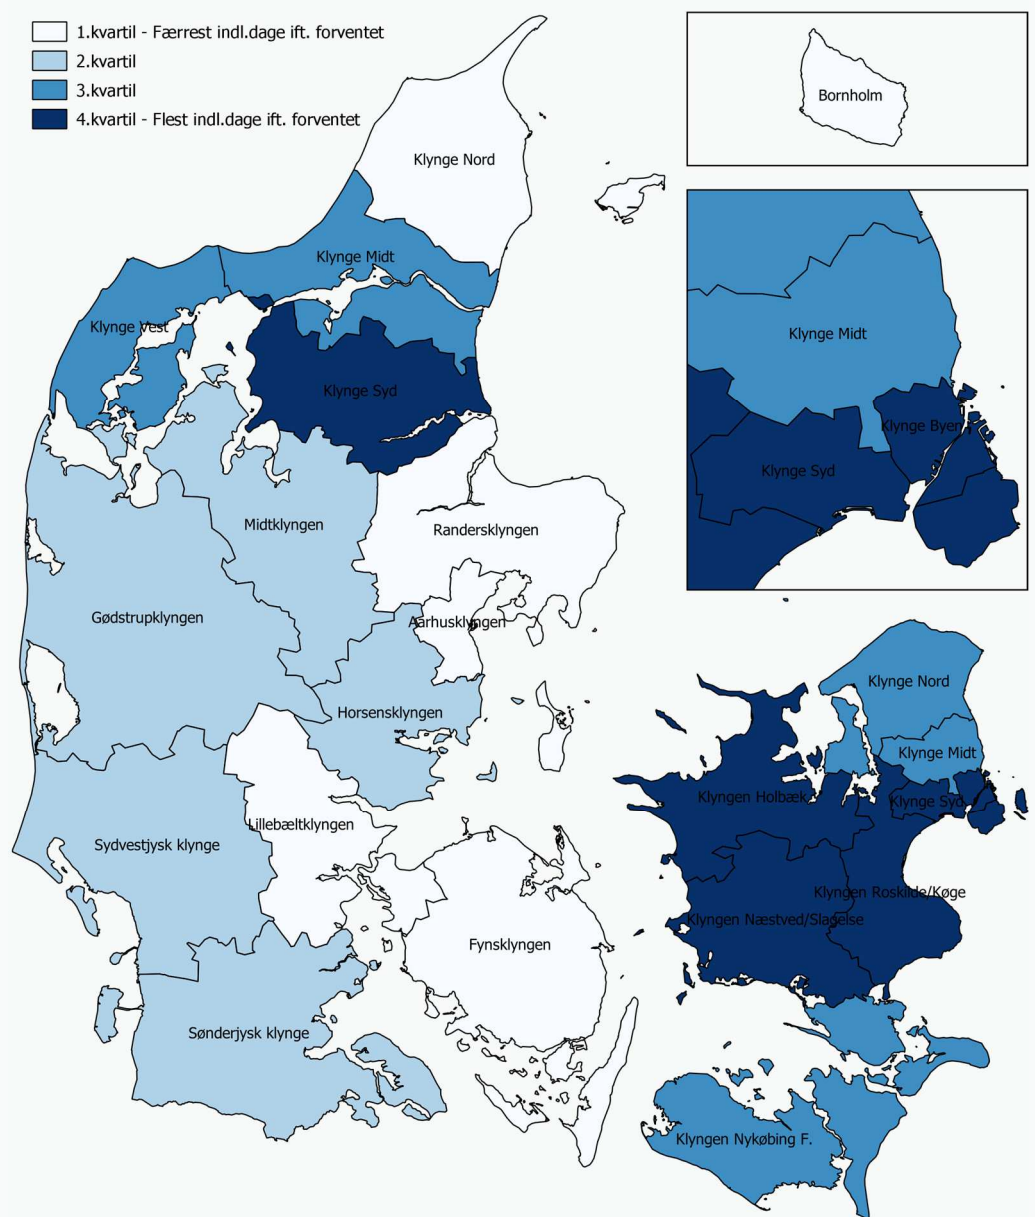 1.kvartil - Færrest indl.dage ift. forventet
2.kvartil
3.kvartil
4.kvartil - Flest indl.dage ift. forventet
Bornholm
Klynge Nord
Klynge Midt
Klynge Vest
Klynge Syd
Klynge Midt
Klynge Byen
Klynge Syd
Midtklyngen
Randersklyngen
Gødstrupklyngen
Aarhusklyngen
Horsensklyngen
Lillebæltklyngen
Sydvestjysk klynge
Fynsklyngen
Sønderjysk klynge
Klynge Nord
Klynge Midt
Klyngen Holbæk
Klynge Syd
Klyngen Roskilde/Køge
Klyngen Næstved/Slagelse
Klyngen Nykøbing F.